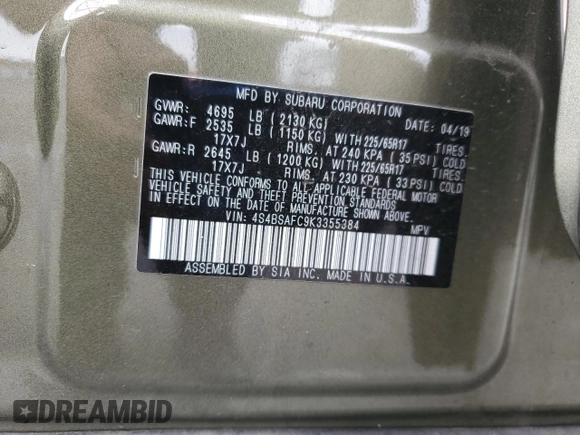 MFD BY SUBARU CORPORATION
GVWR: 4695 LB ( 2130 KG) DATE: 04/19
GAWR:F 2535 LB ( 1150 KG) WITH 225/65R17 TIRES,
17X7J RIMS, AT 240 KPA ( 35 PSI) COLD
GAWR:R 2645 LB ( 1200 KG) WITH 225/65R17 TIRES,
17X7J RIMS, AT 230 KPA ( 33 PSI) COLD
THIS VEHICLE CONFORMS TO ALL APPLICABLE FEDERAL MOTOR
VEHICLE SAFETY AND THEFT PREVENTION STANDARDS
IN EFFECT ON THE DATE OF MANUFACTURE SHOWN ABOVE.
VIN: 4S4BSAFC9K3355384 MPV
ASSEMBLED BY SIA INC. MADE IN U.S.A.
DREAMBID